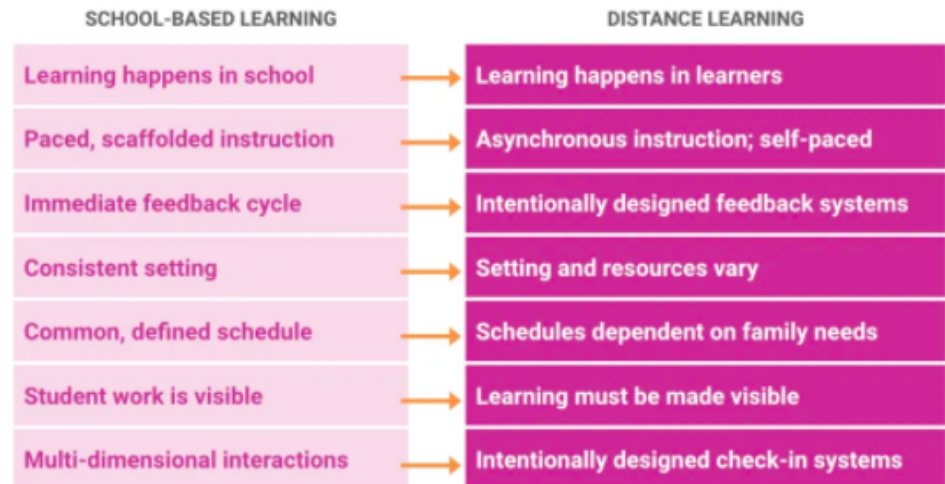 SCHOOL-BASED LEARNING DISTANCE LEARNING
Learning happens in school Learning happens in learners
Paced, scaffolded instruction Asynchronous instruction; self-paced
Immediate feedback cycle Intentionally designed feedback systems
Consistent setting Setting and resources vary
Common, defined schedule Schedules dependent on family needs
Student work is visible Learning must be made visible
Multi-dimensional interactions Intentionally designed check-in systems